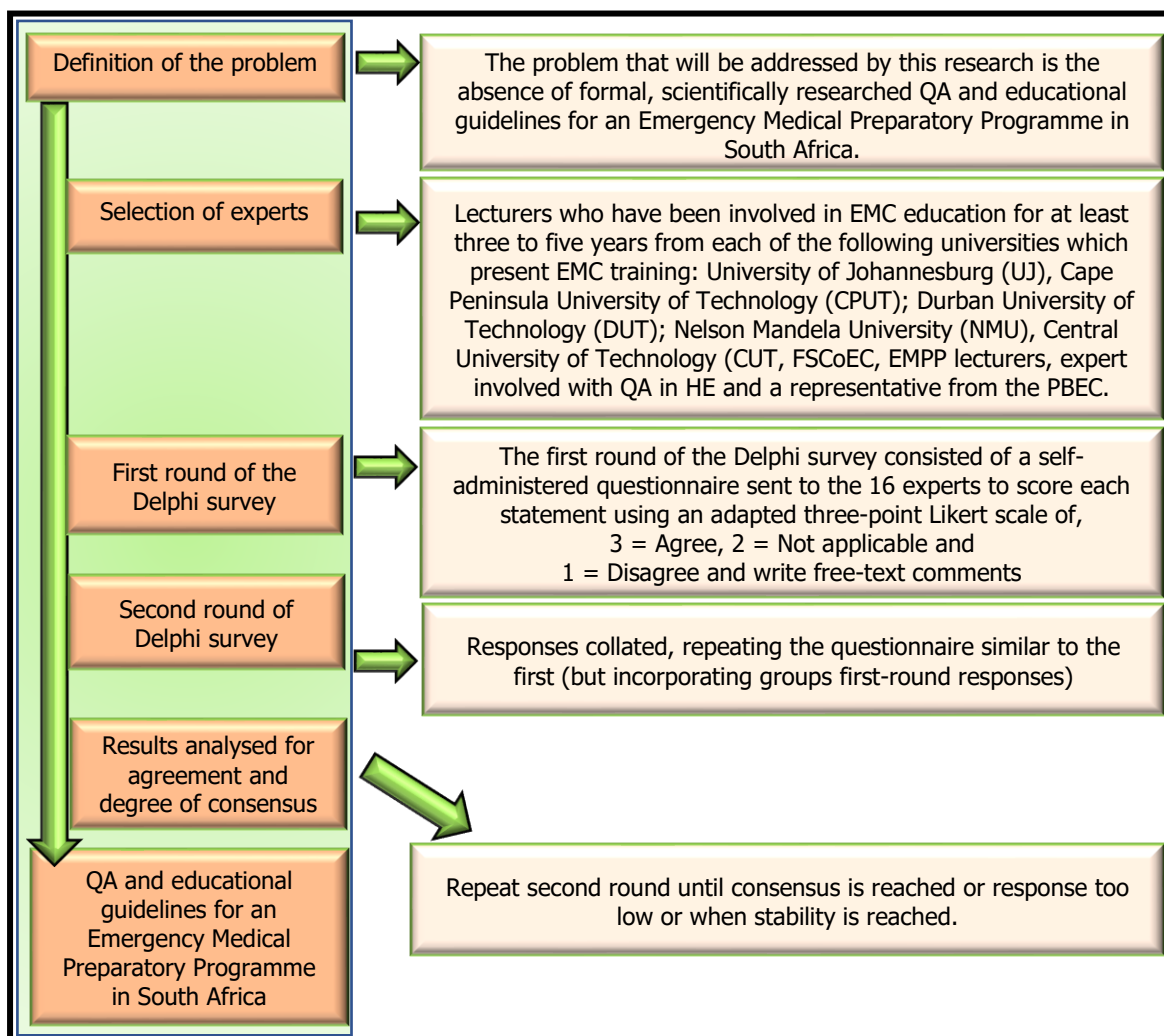 Definition of the problem
The problem that will be addressed by this research is the
absence of formal, scientifically researched QA and educational
guidelines for an Emergency Medical Preparatory Programme in
South Africa.
Selection of experts
Lecturers who have been involved in EMC education for at least
three to five years from each of the following universities which
present EMC training: University of Johannesburg (UJ), Cape
Peninsula University of Technology (CPUT); Durban University of
Technology (DUT); Nelson Mandela University (NMU), Central
University of Technology (CUT, FSCoEC, EMPP lecturers, expert
involved with QA in HE and a representative from the PBEC.
First round of the
Delphi survey
The first round of the Delphi survey consisted of a self-
administered questionnaire sent to the 16 experts to score each
statement using an adapted three-point Likert scale of,
3 = Agree, 2 = Not applicable and
1 = Disagree and write free-text comments
Second round of
Delphi survey
Responses collated, repeating the questionnaire similar to the
first (but incorporating groups first-round responses)
Results analysed for
agreement and
degree of consensus
Repeat second round until consensus is reached or response too
low or when stability is reached.
QA and educational
guidelines for an
Emergency Medical
Preparatory Programme
in South Africa